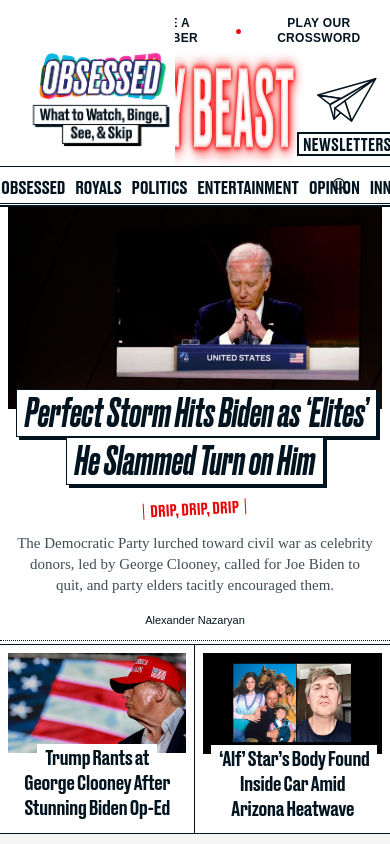 E A
BER
PLAY OUR
CROSSWORD
OBSESSED
What to Watch, Binge,
See, & Skip
Y BEAST
NEWSLETTERS
OBSESSED ROYALS POLITICS ENTERTAINMENT OPINION INN
UNITED STATES
Perfect Storm Hits Biden as ‘Elites’
He Slammed Turn on Him
DRIP, DRIP, DRIP
The Democratic Party lurched toward civil war as celebrity
donors, led by George Clooney, called for Joe Biden to
quit, and party elders tacitly encouraged them.
Alexander Nazaryan
Trump Rants at
George Clooney After
Stunning Biden Op-Ed
‘Alf’ Star’s Body Found
Inside Car Amid
Arizona Heatwave